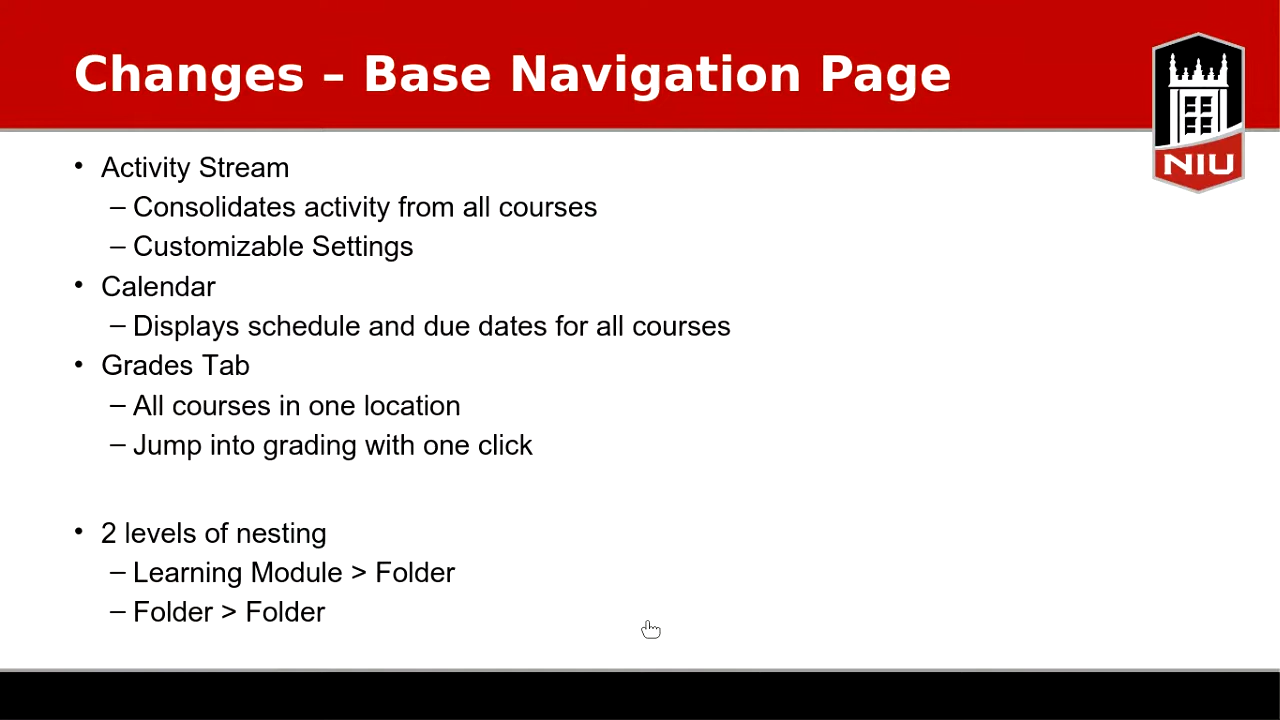 Changes – Base Navigation Page
NIU
• Activity Stream
– Consolidates activity from all courses
– Customizable Settings
• Calendar
– Displays schedule and due dates for all courses
• Grades Tab
– All courses in one location
– Jump into grading with one click
• 2 levels of nesting
– Learning Module > Folder
– Folder > Folder